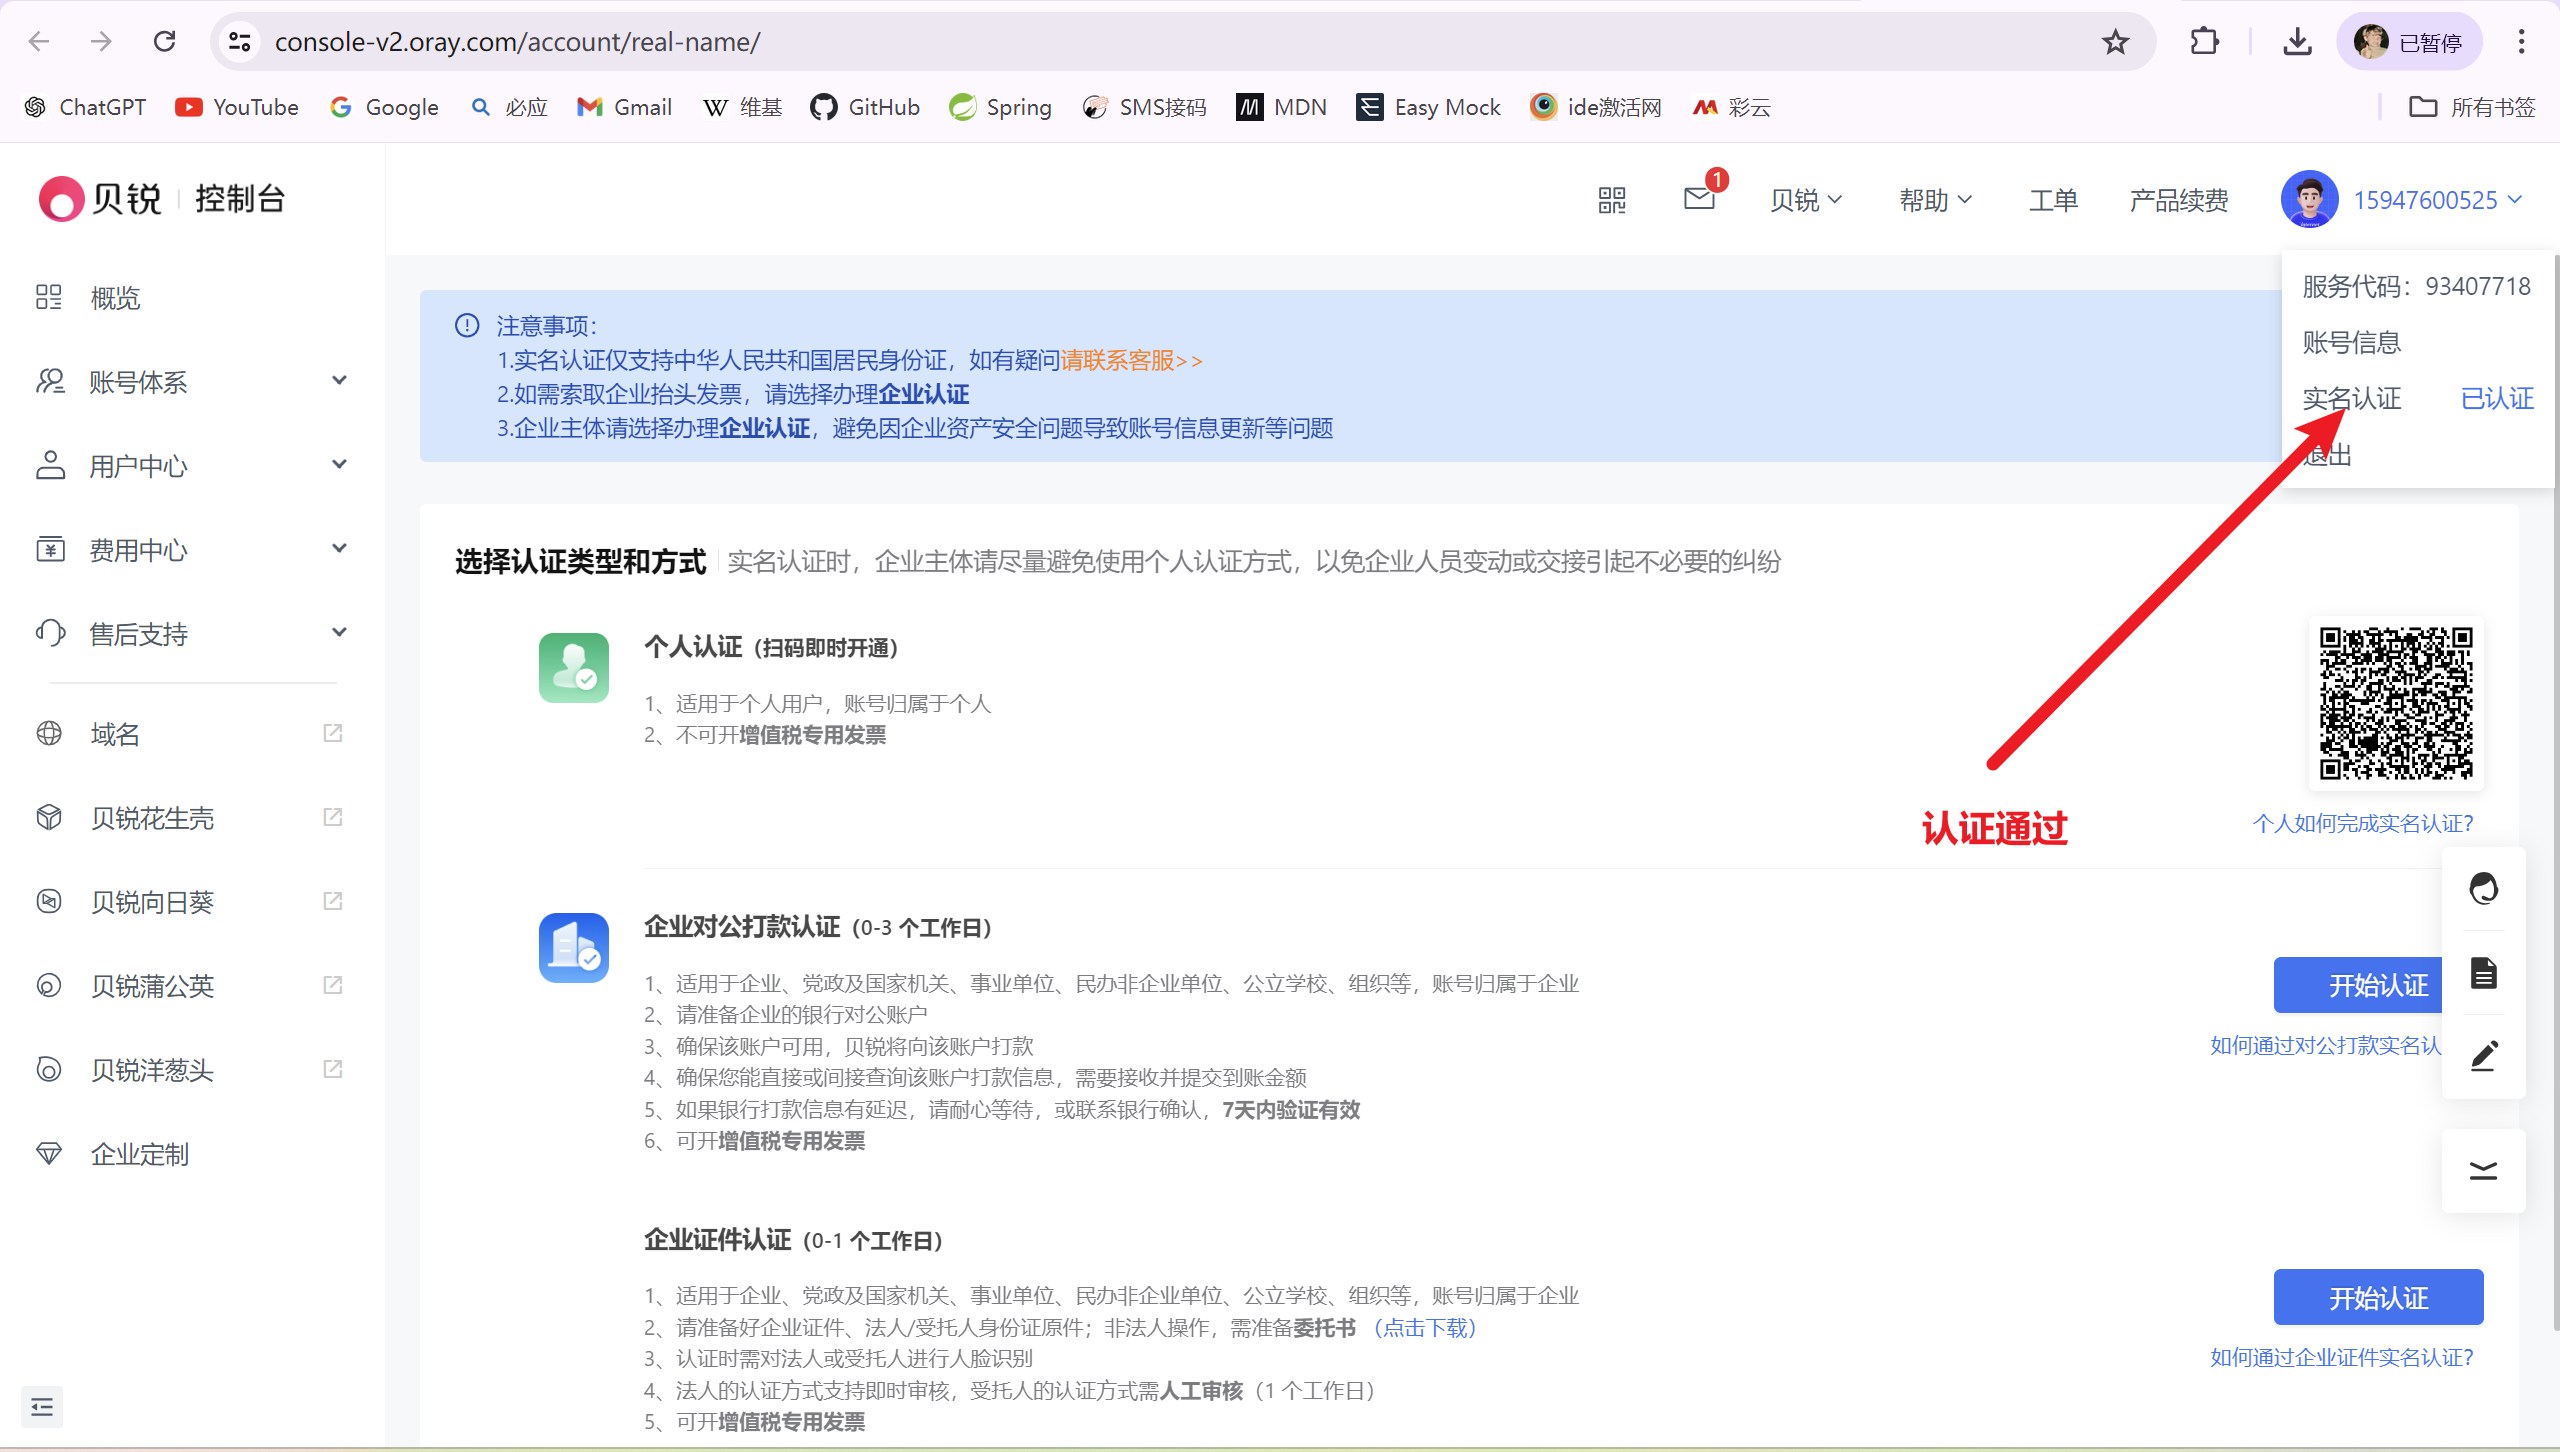 console-v2.oray.com/account/real-name/
已暂停
ChatGPT
YouTube
Google
必应
Gmail
维基
GitHub
Spring
SMS接码
MDN
Easy Mock
ide激活网
彩云
所有书签
贝锐 控制台
1
贝锐
帮助
工单
产品续费
15947600525
服务代码：93407718
账号信息
实名认证 已认证
退出
概览
账号体系
用户中心
费用中心
售后支持
域名
贝锐花生壳
贝锐向日葵
贝锐蒲公英
贝锐洋葱头
企业定制
注意事项：
1.实名认证仅支持中华人民共和国居民身份证，如有疑问请联系客服>>
2.如需索取企业抬头发票，请选择办理企业认证
3.企业主体请选择办理企业认证，避免因企业资产安全问题导致账号信息更新等问题
选择认证类型和方式 实名认证时，企业主体请尽量避免使用个人认证方式，以免企业人员变动或交接引起不必要的纠纷
个人认证（扫码即时开通）
1、适用于个人用户，账号归属于个人
2、不可开增值税专用发票
认证通过
个人如何完成实名认证？
企业对公打款认证（0-3 个工作日）
1、适用于企业、党政及国家机关、事业单位、民办非企业单位、公立学校、组织等，账号归属于企业
2、请准备企业的银行对公账户
3、确保该账户可用，贝锐将向该账户打款
4、确保您能直接或间接查询该账户打款信息，需要接收并提交到账金额
5、如果银行打款信息有延迟，请耐心等待，或联系银行确认，7天内验证有效
6、可开增值税专用发票
开始认证
如何通过对公打款实名认
企业证件认证（0-1 个工作日）
1、适用于企业、党政及国家机关、事业单位、民办非企业单位、公立学校、组织等，账号归属于企业
2、请准备好企业证件、法人/受托人身份证原件；非法人操作，需准备委托书 （点击下载）
3、认证时需对法人或受托人进行人脸识别
4、法人的认证方式支持即时审核，受托人的认证方式需人工审核（1 个工作日）
5、可开增值税专用发票
开始认证
如何通过企业证件实名认证？